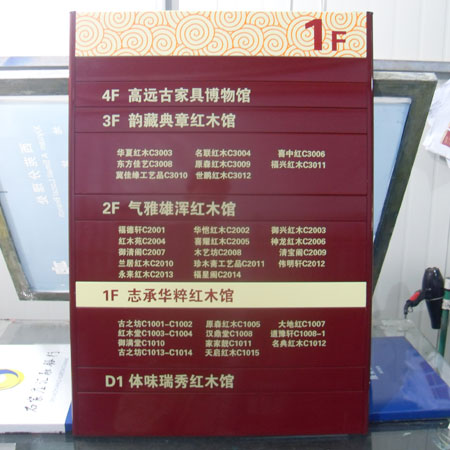 1F
4F 高远古家具博物馆
3F 韵藏典章红木馆
华夏红木C3003 名联红木C3004 喜中红C3006
东方佳艺C3008 原森红木C3009 福兴红木C3011
冀佳缘工艺品C3010 世鹏红木C3012
2F 气雅雄浑红木馆
福雅轩C2001 华恺红木C2002 御兴红木C2003
红木苑C2004 喜耀红木C2005 神龙红木C2006
御清阁C2007 木艺坊C2008 清宝阁C2009
兰居红木C2010 珍木斋工艺品C2011 伟明轩C2012
永来红木C2013 福星阁C2014
1F 志承华粹红木馆
古之坊C1001-C1002 原森红木C1005 大地红C1007
红木堂C1003-C1004 汉鼎堂C1008 道臻轩C1008-1
御满堂C1010 家家聚C1011 名典红木C1012
古之坊C1013-C1014 天启红木C1015
D1 体味瑞秀红木馆